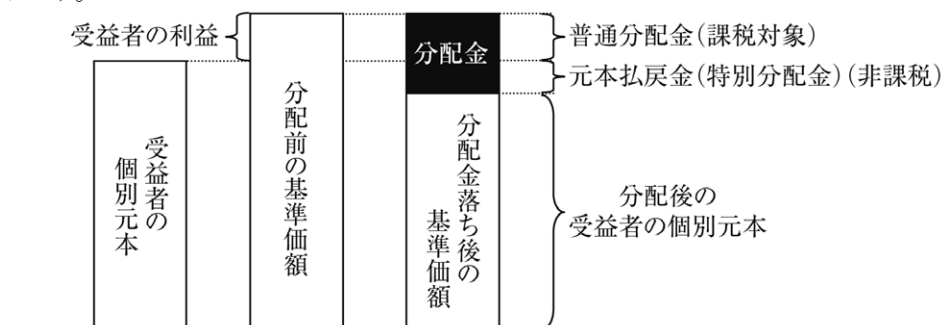 受益者の利益
分配金
普通分配金(課税対象)
元本払戻金(特別分配金)(非課税)
受益者の
個別元本
分配前の基準価額
分配金落ち後の
基準価額
分配後の
受益者の個別元本